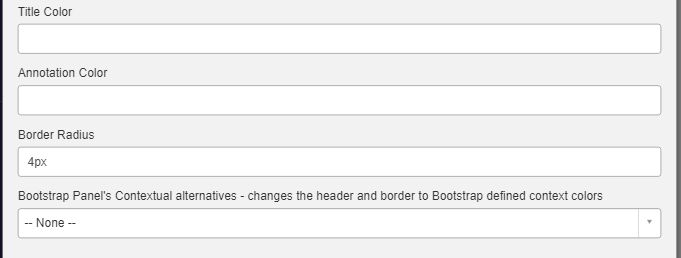 Title Color
Annotation Color
Border Radius
4px
Bootstrap Panel's Contextual alternatives - changes the header and border to Bootstrap defined context colors
-- None --